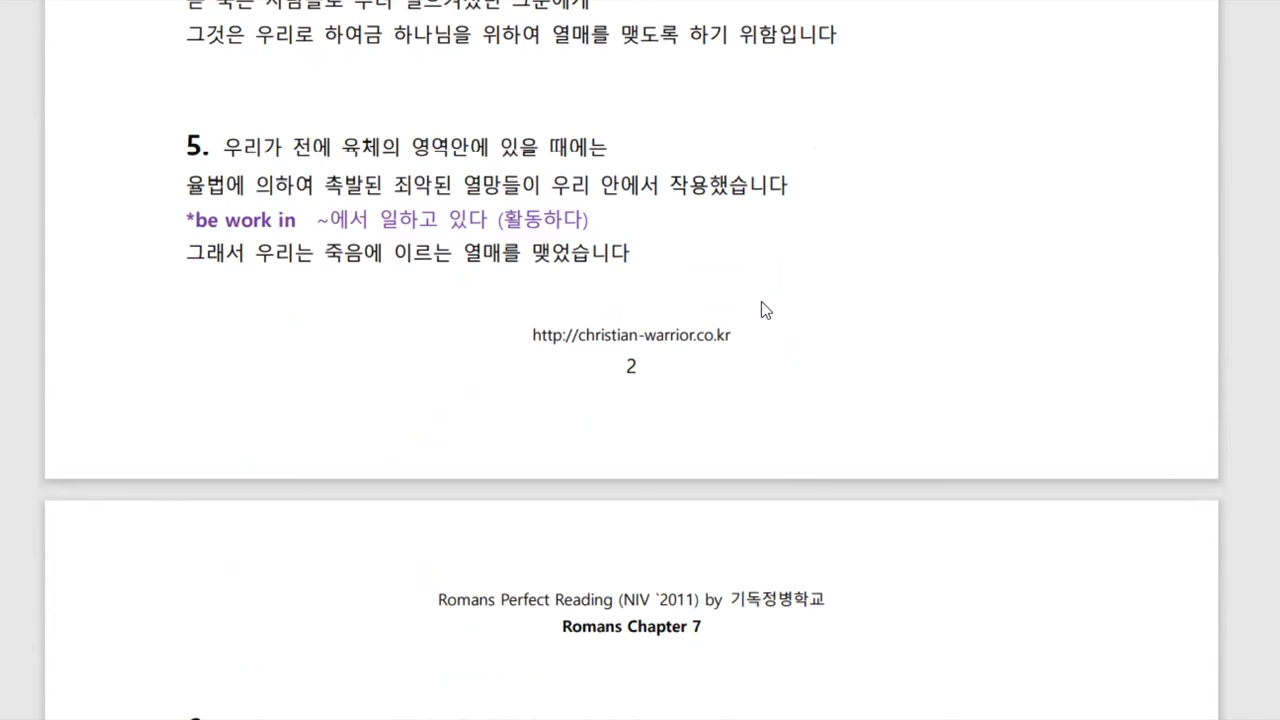 그것은 우리로 하여금 하나님을 위하여 열매를 맺도록 하기 위함입니다
5. 우리가 전에 육체의 영역안에 있을 때에는
율법에 의하여 촉발된 죄악된 열망들이 우리 안에서 작용했습니다
*be work in ~에서 일하고 있다 (활동하다)
그래서 우리는 죽음에 이르는 열매를 맺었습니다
http://christian-warrior.co.kr
2
Romans Perfect Reading (NIV `2011) by 기독정병학교
Romans Chapter 7